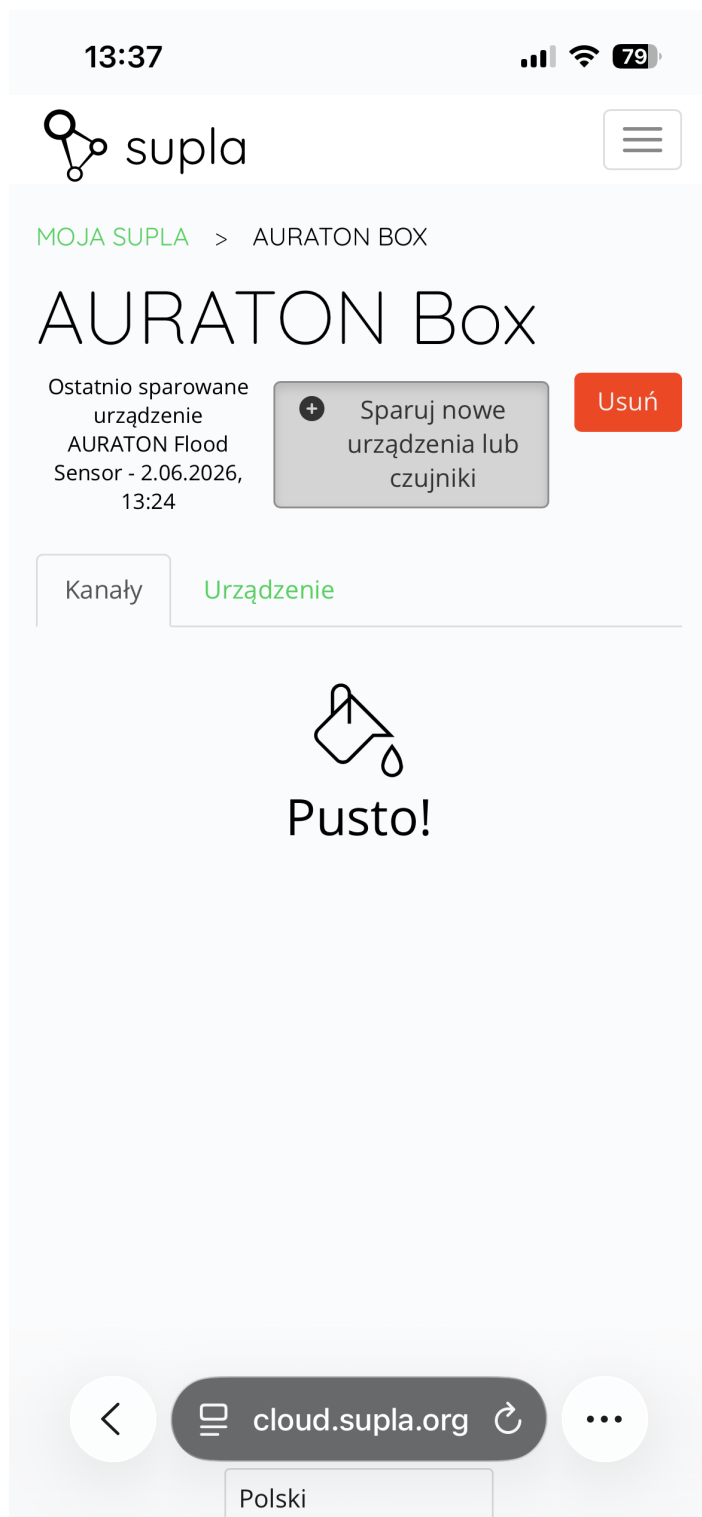 13:37
79
supla
MOJA SUPLA > AURATON BOX
AURATON Box
Ostatnio sparowane
urządzenie
AURATON Flood
Sensor - 2.06.2026,
13:24
Sparuj nowe
urządzenia lub
czujniki
Usuń
Kanały
Urządzenie
Pusto!
cloud.supla.org
Polski